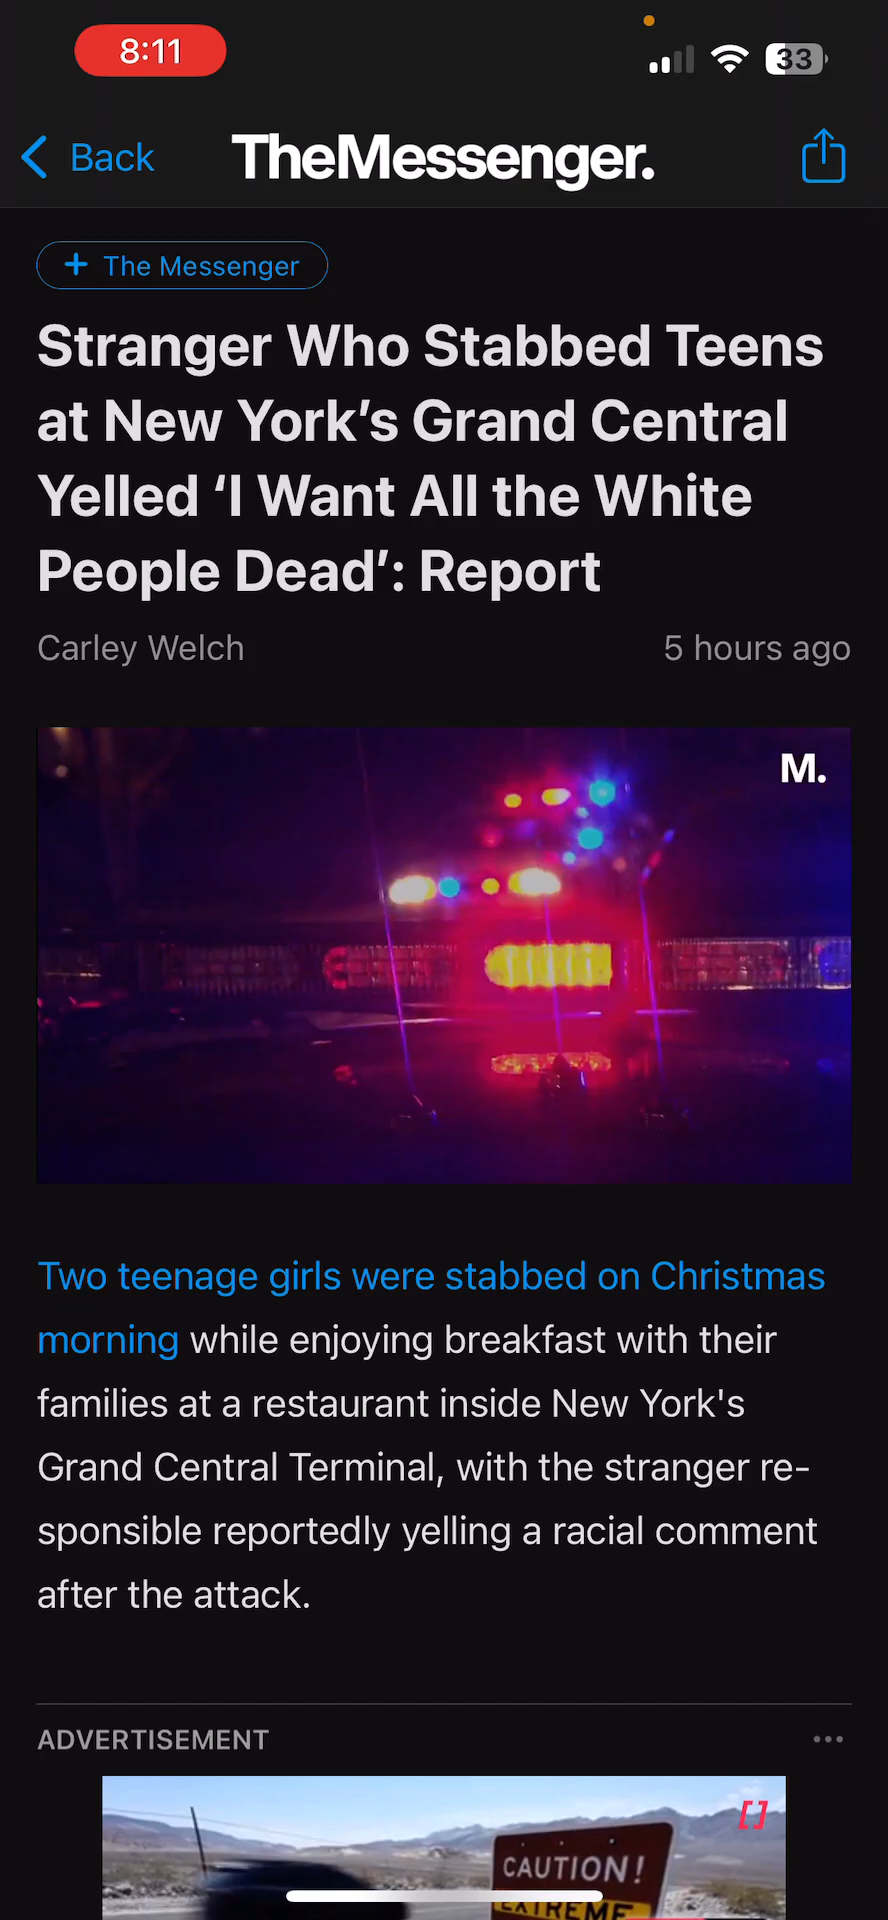 8:11
33
Back
TheMessenger.
+ The Messenger
Stranger Who Stabbed Teens
at New York’s Grand Central
Yelled ‘I Want All the White
People Dead’: Report
Carley Welch
5 hours ago
M.
Two teenage girls were stabbed on Christmas
morning while enjoying breakfast with their
families at a restaurant inside New York's
Grand Central Terminal, with the stranger re-
sponsible reportedly yelling a racial comment
after the attack.
ADVERTISEMENT
CAUTION!
EXTREME